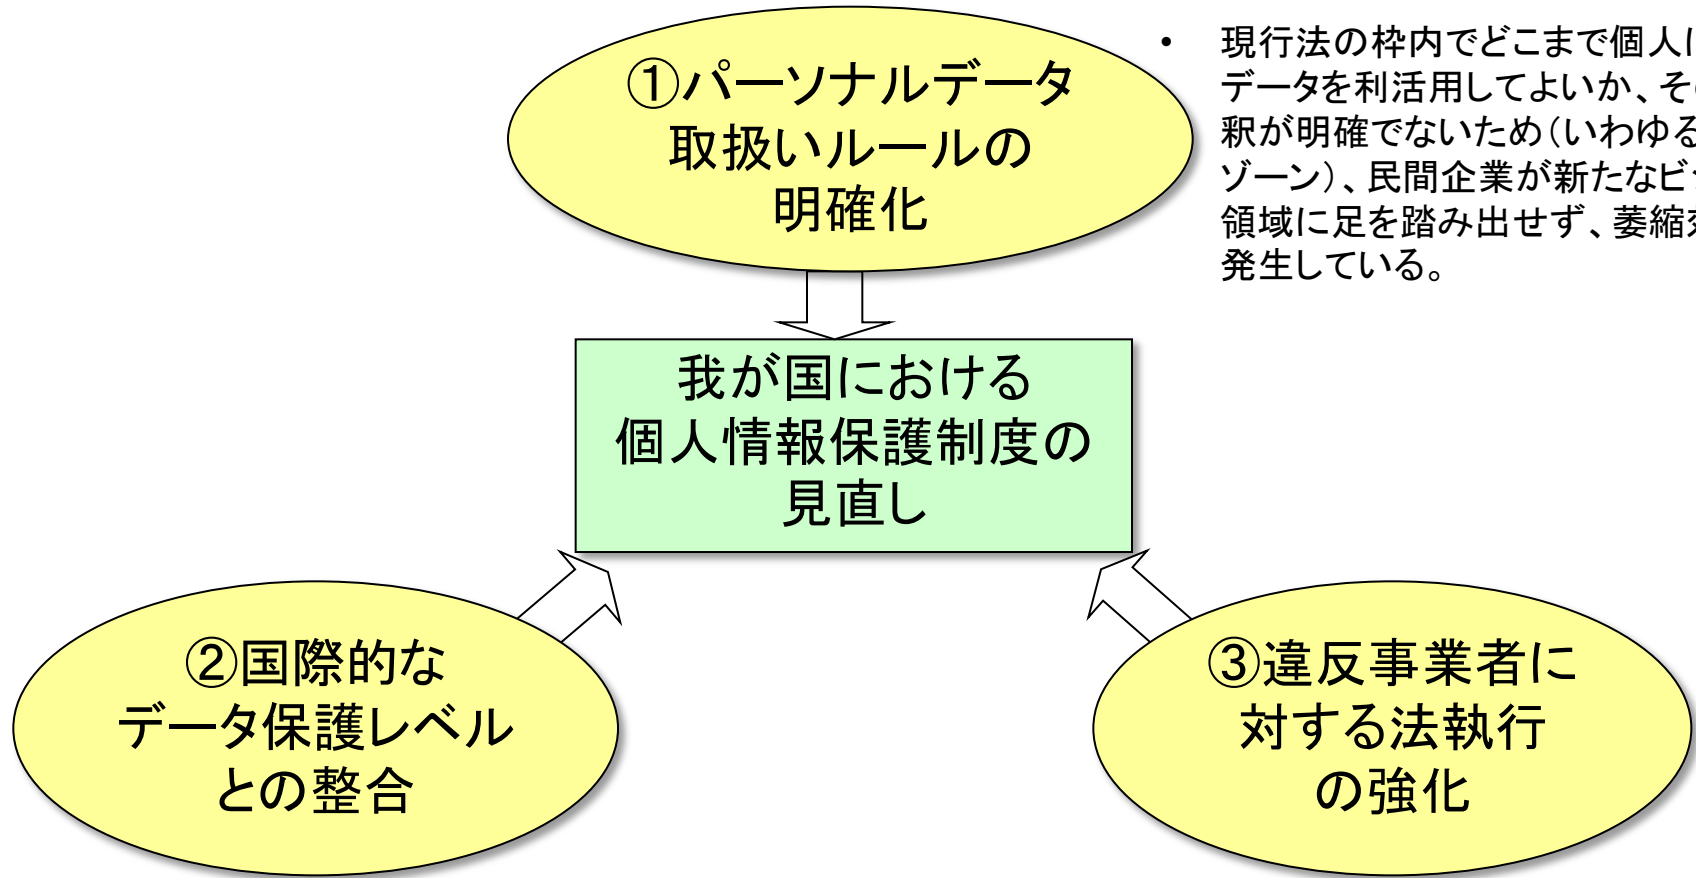 ①パーソナルデータ
取扱いルールの
明確化
• 現行法の枠内でどこまで個人
データを利活用してよいか、そ
釈が明確でないため（いわゆる
ゾーン）、民間企業が新たなビ
領域に足を踏み出せず、萎縮
発生している。
我が国における
個人情報保護制度の
見直し
②国際的な
データ保護レベル
との整合
③違反事業者に
対する法執行
の強化